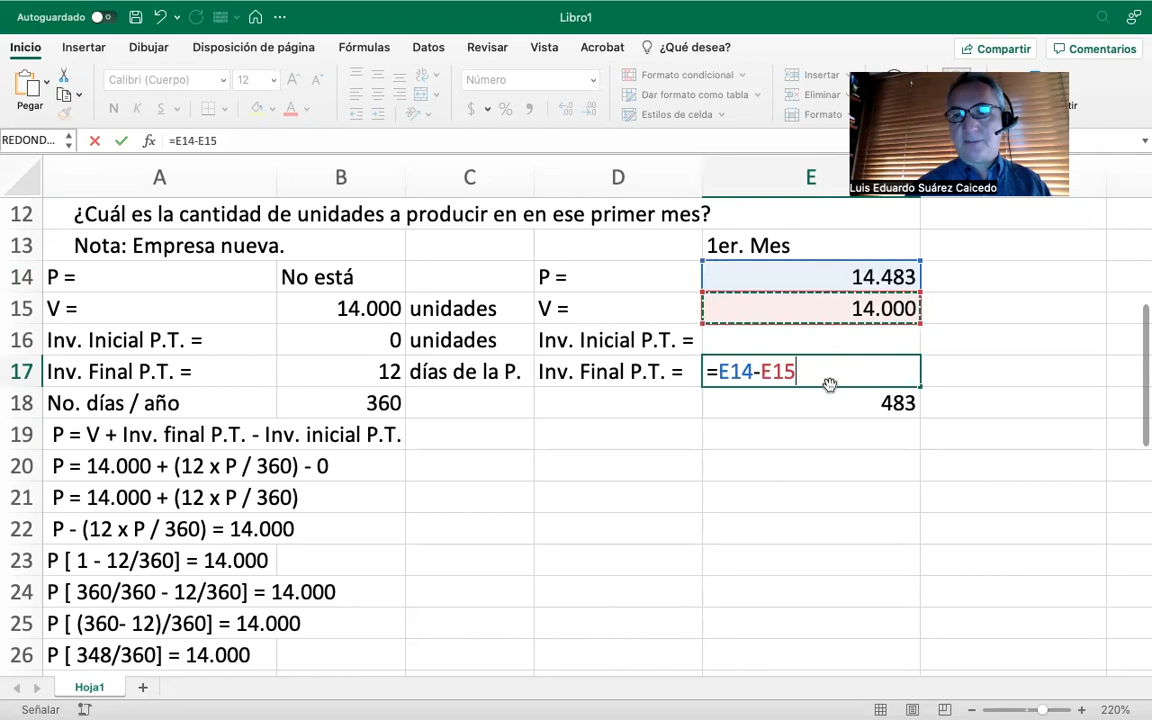 Autoguardado 0 Libro1
Inicio Insertar Dibujar Disposición de página Fórmulas Datos Revisar Vista Acrobat ¿Qué desea? Compartir Comentarios
Pegar Calibri (Cuerpo) 12 Número Formato condicional Insertar
N K S $ % Dar formato como tabla Eliminar
Estilos de celda Formato
REDOND... fx =E14-E15
Luis Eduardo Suárez Caicedo
A B C D E
12 ¿Cuál es la cantidad de unidades a producir en en ese primer mes?
13 Nota: Empresa nueva. 1er. Mes
14 P = No está P = 14.483
15 V = 14.000 unidades V = 14.000
16 Inv. Inicial P.T. = 0 unidades Inv. Inicial P.T. =
17 Inv. Final P.T. = 12 días de la P. Inv. Final P.T. = =E14-E15
18 No. días / año 360 483
19 P = V + Inv. final P.T. - Inv. inicial P.T.
20 P = 14.000 + (12 x P / 360) - 0
21 P = 14.000 + (12 x P / 360)
22 P - (12 x P / 360) = 14.000
23 P [ 1 - 12/360] = 14.000
24 P [ 360/360 - 12/360] = 14.000
25 P [ (360- 12)/360] = 14.000
26 P [ 348/360] = 14.000
Hoja1
Señalar 220%